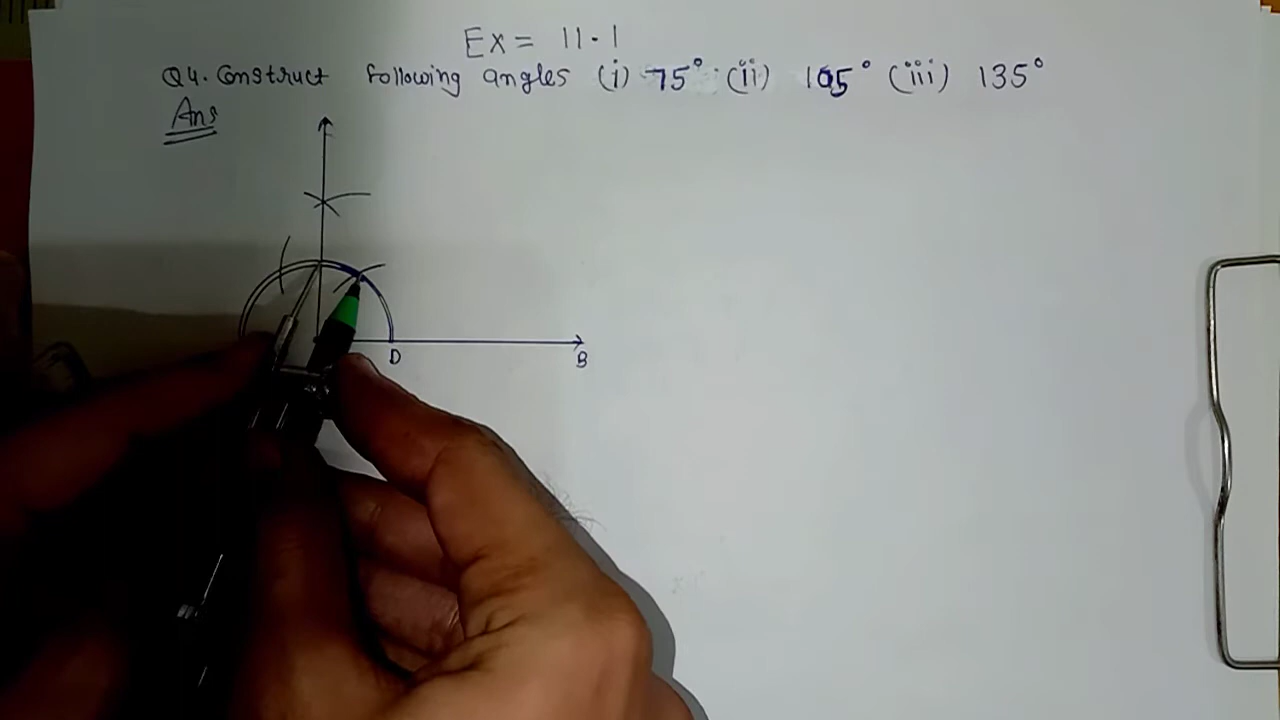 Ex = 11.1
Q4. Construct following angles (i) 75° (ii) 105° (iii) 135°
Ans
D
B